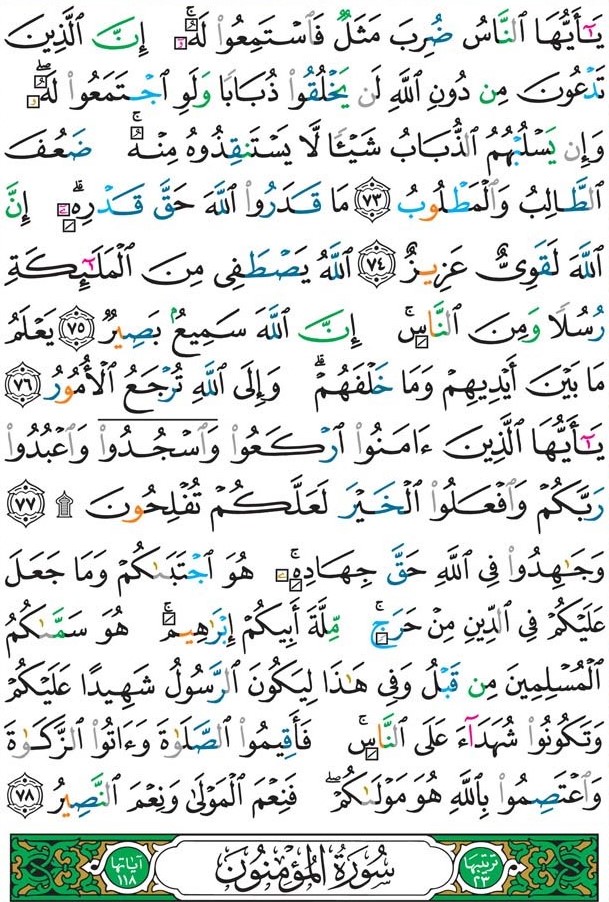 يَـٰٓأَيُّهَا ٱلنَّاسُ ضُرِبَ مَثَلٌ فَٱسْتَمِعُوا۟ لَهُۥٓ ۚ إِنَّ ٱلَّذِينَ
تَدْعُونَ مِن دُونِ ٱللَّهِ لَن يَخْلُقُوا۟ ذُبَابًا وَلَوِ ٱجْتَمَعُوا۟ لَهُۥ ۖ
وَإِن يَسْلُبْهُمُ ٱلذُّبَابُ شَيْـًٔا لَّا يَسْتَنقِذُوهُ مِنْهُ ۚ ضَعُفَ
ٱلطَّالِبُ وَٱلْمَطْلُوبُ ٧٣ مَا قَدَرُوا۟ ٱللَّهَ حَقَّ قَدْرِهِۦٓ ۗ إِنَّ
ٱللَّهَ لَقَوِىٌّ عَزِيزٌ ٧٤ ٱللَّهُ يَصْطَفِى مِنَ ٱلْمَلَـٰٓئِكَةِ
رُسُلًا وَمِنَ ٱلنَّاسِ ۚ إِنَّ ٱللَّهَ سَمِيعٌۢ بَصِيرٌ ٧٥ يَعْلَمُ
مَا بَيْنَ أَيْدِيهِمْ وَمَا خَلْفَهُمْ ۗ وَإِلَى ٱللَّهِ تُرْجَعُ ٱلْأُمُورُ ٧٦
يَـٰٓأَيُّهَا ٱلَّذِينَ ءَامَنُوا۟ ٱرْكَعُوا۟ وَٱسْجُدُوا۟ وَٱعْبُدُوا۟
رَبَّكُمْ وَٱفْعَلُوا۟ ٱلْخَيْرَ لَعَلَّكُمْ تُفْلِحُونَ ۩ ٧٧
وَجَـٰهِدُوا۟ فِى ٱللَّهِ حَقَّ جِهَادِهِۦ ۚ هُوَ ٱجْتَبَىٰكُمْ وَمَا جَعَلَ
عَلَيْكُمْ فِى ٱلدِّينِ مِنْ حَرَجٍ ۚ مِّلَّةَ أَبِيكُمْ إِبْرَٰهِيمَ ۚ هُوَ سَمَّىٰكُمُ
ٱلْمُسْلِمِينَ مِن قَبْلُ وَفِى هَـٰذَا لِيَكُونَ ٱلرَّسُولُ شَهِيدًا عَلَيْكُمْ
وَتَكُونُوا۟ شُهَدَآءَ عَلَى ٱلنَّاسِ ۚ فَأَقِيمُوا۟ ٱلصَّلَوٰةَ وَءَاتُوا۟ ٱلزَّكَوٰةَ
وَٱعْتَصِمُوا۟ بِٱللَّهِ هُوَ مَوْلَىٰكُمْ ۖ فَنِعْمَ ٱلْمَوْلَىٰ وَنِعْمَ ٱلنَّصِيرُ ٧٨
ترتيبها ٢٣ سُورَةُ الْمُؤْمِنُونَ آياتها ١١٨